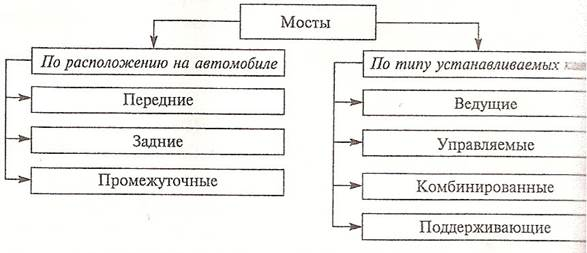 Мосты
По расположению на автомобиле
Передние
Задние
Промежуточные
По типу устанавливаемых
Ведущие
Управляемые
Комбинированные
Поддерживающие